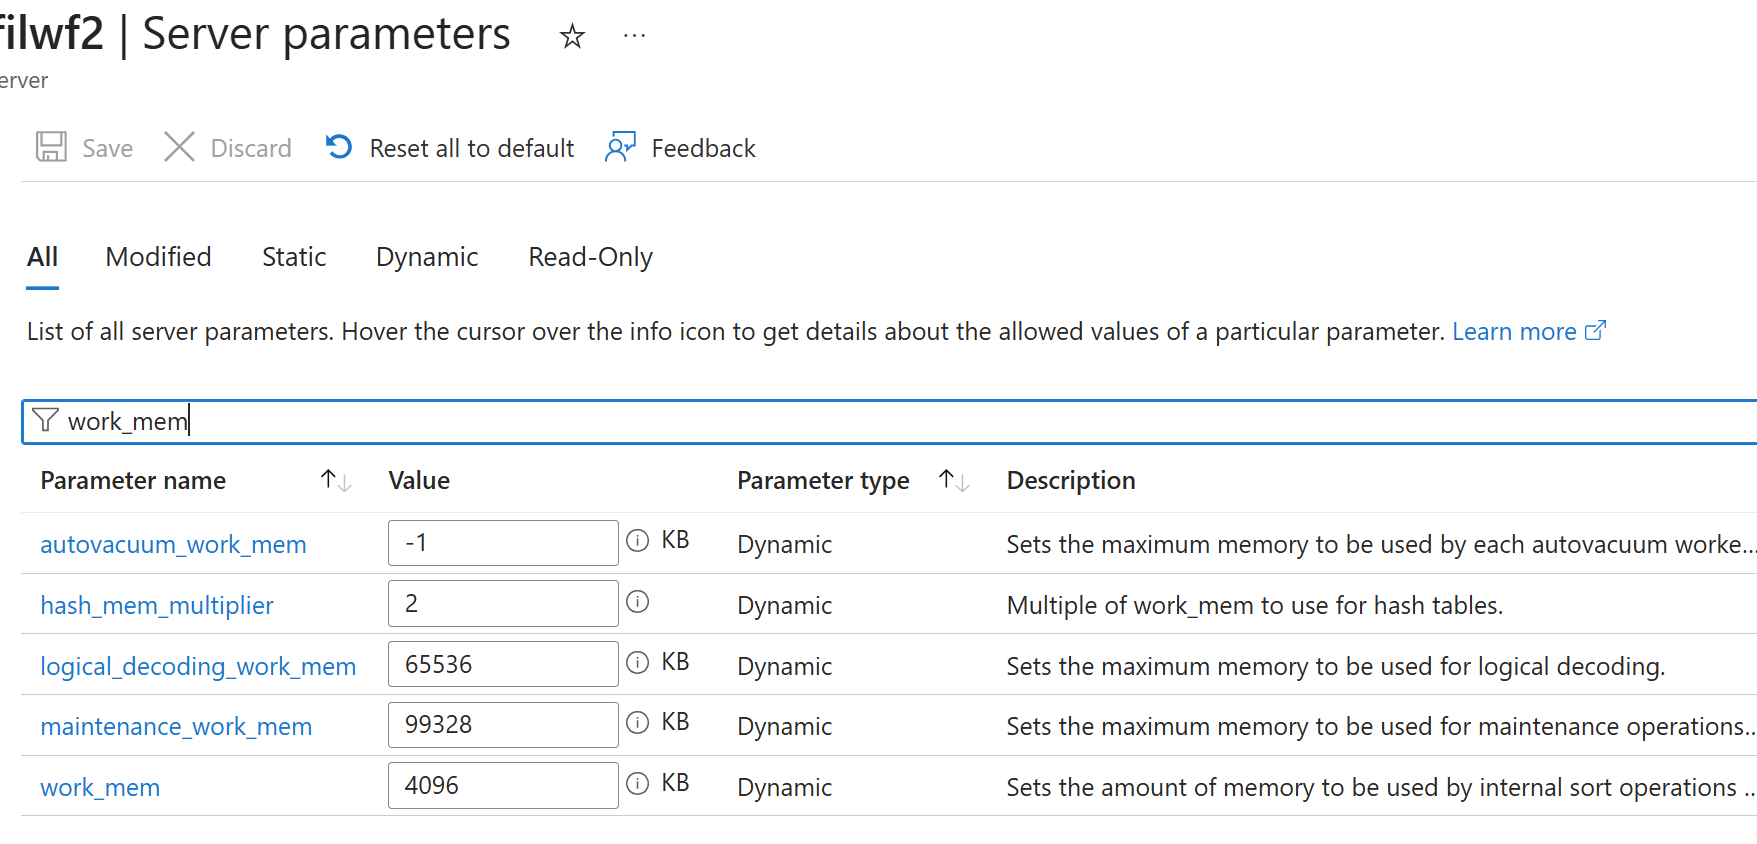 filwf2 | Server parameters
erver
Save Discard Reset all to default Feedback
All Modified Static Dynamic Read-Only
List of all server parameters. Hover the cursor over the info icon to get details about the allowed values of a particular parameter. Learn more
work_mem
Parameter name Value Parameter type Description
autovacuum_work_mem -1 KB Dynamic Sets the maximum memory to be used by each autovacuum worke...
hash_mem_multiplier 2 Dynamic Multiple of work_mem to use for hash tables.
logical_decoding_work_mem 65536 KB Dynamic Sets the maximum memory to be used for logical decoding.
maintenance_work_mem 99328 KB Dynamic Sets the maximum memory to be used for maintenance operations...
work_mem 4096 KB Dynamic Sets the amount of memory to be used by internal sort operations ...